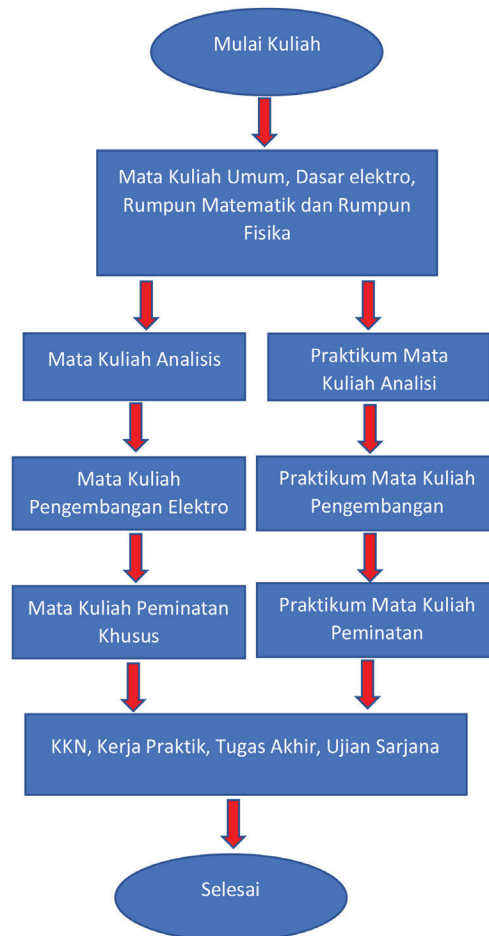 Mulai Kuliah
Mata Kuliah Umum, Dasar elektro,
Rumpun Matematik dan Rumpun
Fisika
Mata Kuliah Analisis
Praktikum Mata
Kuliah Analisi
Mata Kuliah
Pengembangan Elektro
Praktikum Mata Kuliah
Pengembangan
Mata Kuliah Peminatan
Khusus
Praktikum Mata Kuliah
Peminatan
KKN, Kerja Praktik, Tugas Akhir, Ujian Sarjana
Selesai